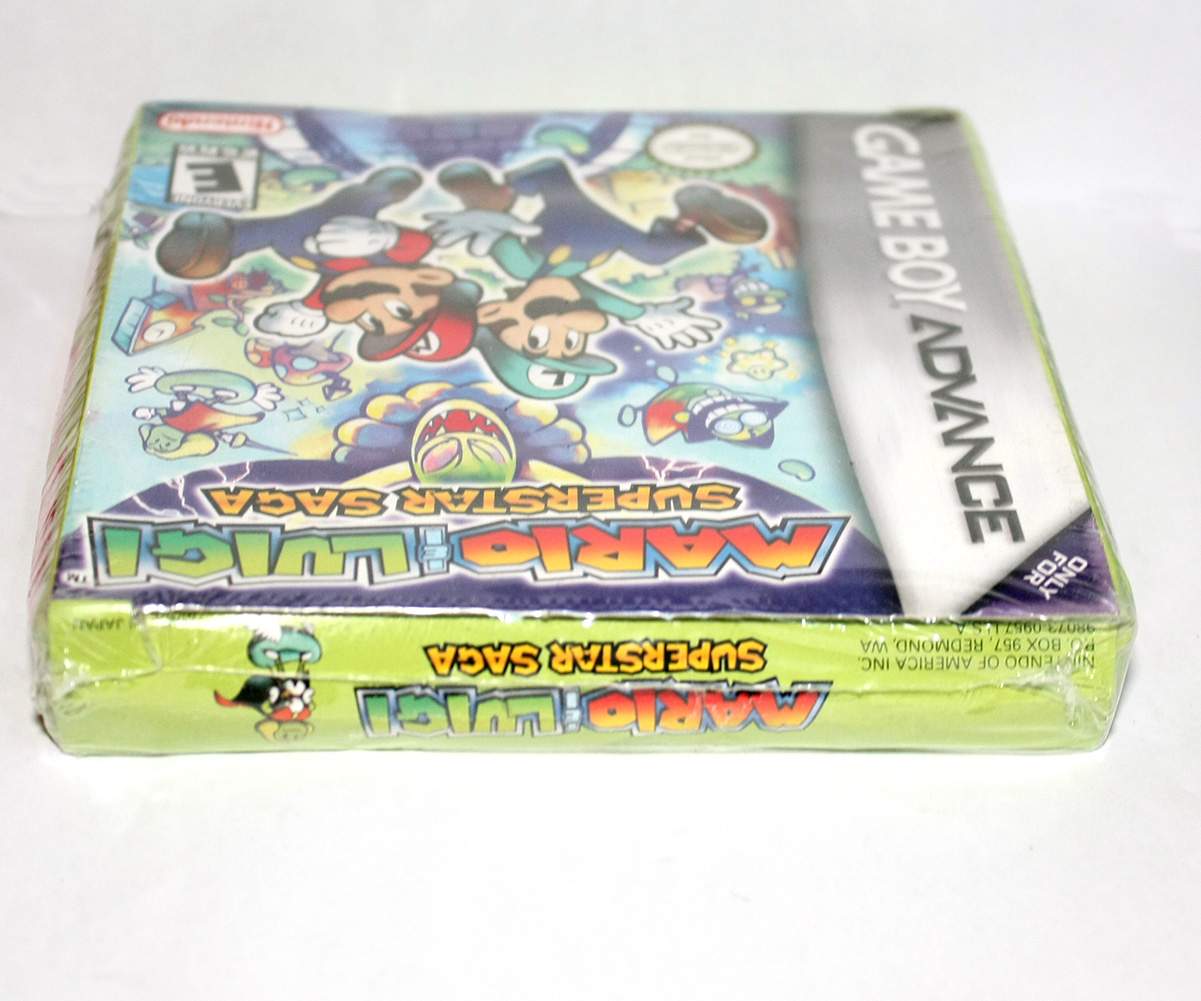 GAME BOY ADVANCE
ONLY
FOR
MARIO & LUIGI
TM
SUPERSTAR SAGA
E
Nintendo
M
L
MARIO & LUIGI
SUPERSTAR SAGA
NINTENDO OF AMERICA INC.
P.O. BOX 957, REDMOND, WA
98073-0957 U.S.A.
JAPAN